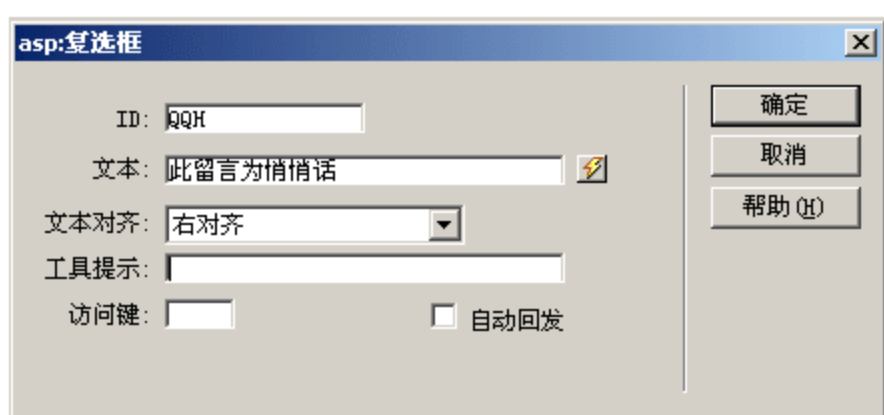 asp:复选框
ID: QQH
文本: 此留言为悄悄话
文本对齐: 右对齐
工具提示:
访问键:
自动回发
确定
取消
帮助(H)